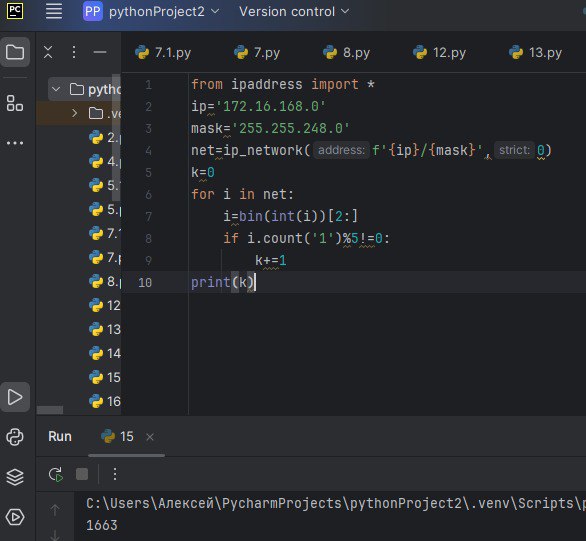 PC
PP pythonProject2 Version control
7.1.py 7.py 8.py 12.py 13.py
pytho
.ve
2.p
4.p
5.
5.p
7.1
7.p
8.p
12
13
14
15
16
1 from ipaddress import *
2 ip='172.16.168.0'
3 mask='255.255.248.0'
4 net=ip_network( address: f'{ip}/{mask}', strict: 0)
5 k=0
6 for i in net:
7 i=bin(int(i))[2:]
8 if i.count('1')%5!=0:
9 k+=1
10 print(k)
Run 15
C:\Users\Алексей\PycharmProjects\pythonProject2\.venv\Scripts\p
1663